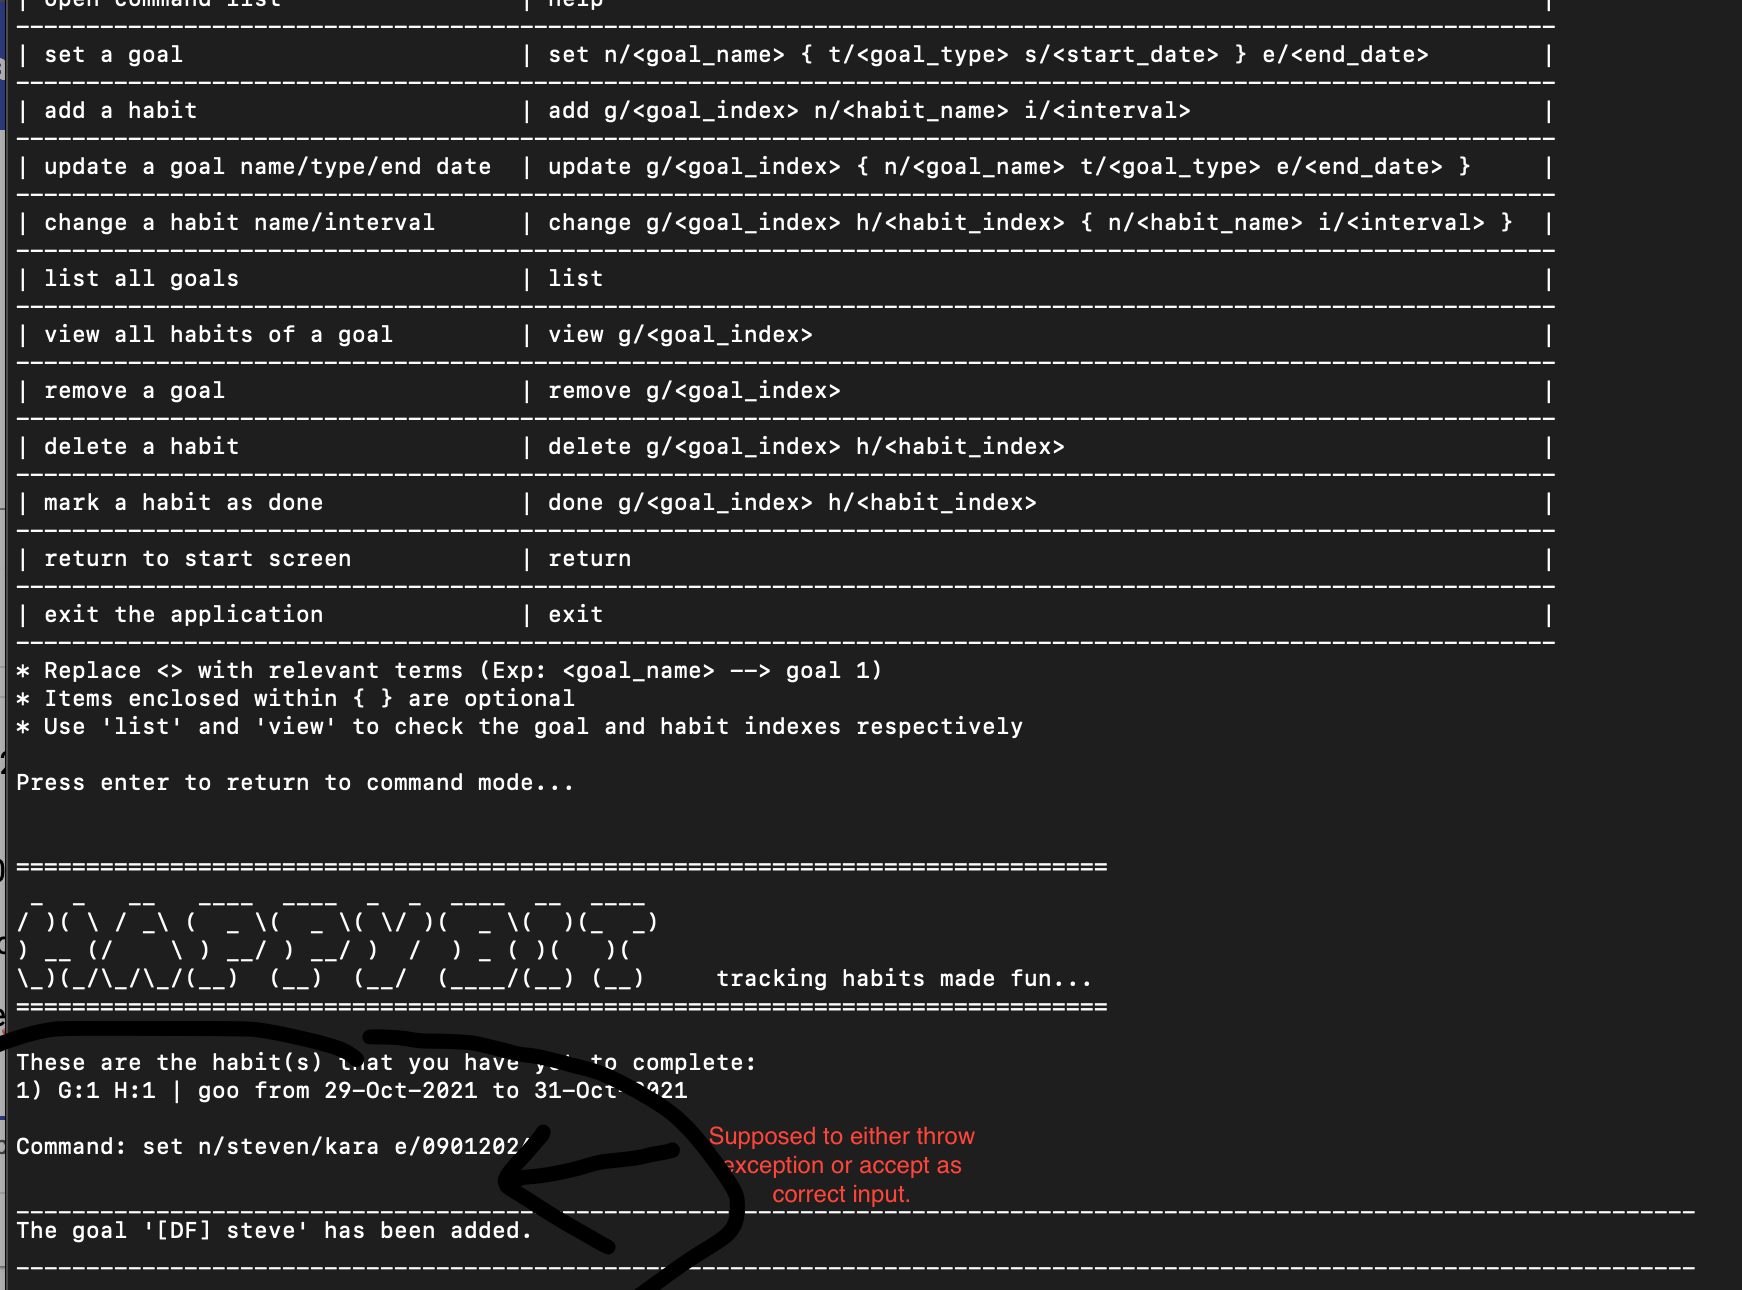 | open command list | help |
| set a goal | set n/<goal_name> { t/<goal_type> s/<start_date> } e/<end_date> |
| add a habit | add g/<goal_index> n/<habit_name> i/<interval> |
| update a goal name/type/end date | update g/<goal_index> { n/<goal_name> t/<goal_type> e/<end_date> } |
| change a habit name/interval | change g/<goal_index> h/<habit_index> { n/<habit_name> i/<interval> } |
| list all goals | list |
| view all habits of a goal | view g/<goal_index> |
| remove a goal | remove g/<goal_index> |
| delete a habit | delete g/<goal_index> h/<habit_index> |
| mark a habit as done | done g/<goal_index> h/<habit_index> |
| return to start screen | return |
| exit the application | exit |
* Replace <> with relevant terms (Exp: <goal_name> --> goal 1)
* Items enclosed within { } are optional
* Use 'list' and 'view' to check the goal and habit indexes respectively
Press enter to return to command mode...
HAPPYBIT
tracking habits made fun...
These are the habit(s) that you have yet to complete:
1) G:1 H:1 | goo from 29-Oct-2021 to 31-Oct-2021
Command: set n/steven/kara
Supposed to either throw
exception or accept as
correct input.
The goal '[DF] steve' has been added.